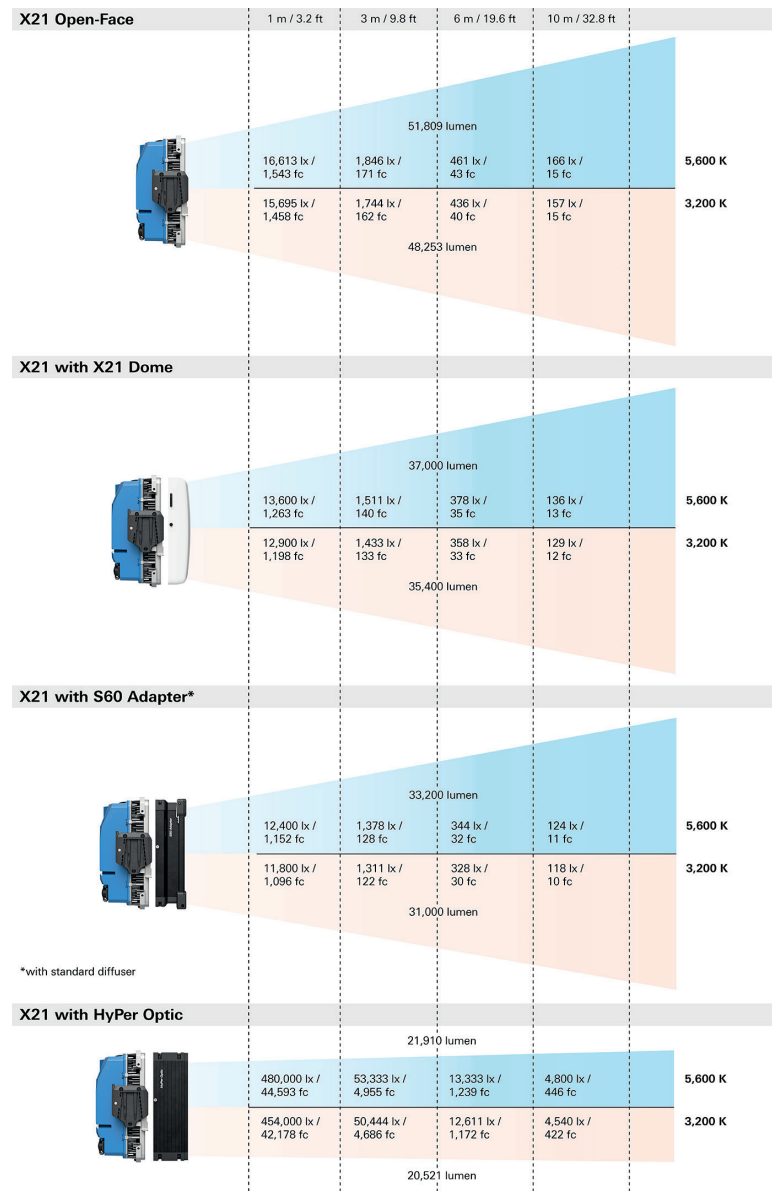 X21 Open-Face
1 m / 3.2 ft
3 m / 9.8 ft
6 m / 19.6 ft
10 m / 32.8 ft
51,809 lumen
16,613 lx /
1,543 fc
1,846 lx /
171 fc
461 lx /
43 fc
166 lx /
15 fc
5,600 K
15,695 lx /
1,458 fc
1,744 lx /
162 fc
436 lx /
40 fc
157 lx /
15 fc
3,200 K
48,253 lumen
X21 with X21 Dome
37,000 lumen
13,600 lx /
1,263 fc
1,511 lx /
140 fc
378 lx /
35 fc
136 lx /
13 fc
5,600 K
12,900 lx /
1,198 fc
1,433 lx /
133 fc
358 lx /
33 fc
129 lx /
12 fc
3,200 K
35,400 lumen
X21 with S60 Adapter*
33,200 lumen
12,400 lx /
1,152 fc
1,378 lx /
128 fc
344 lx /
32 fc
124 lx /
11 fc
5,600 K
11,800 lx /
1,096 fc
1,311 lx /
122 fc
328 lx /
30 fc
118 lx /
10 fc
3,200 K
31,000 lumen
*with standard diffuser
X21 with HyPer Optic
21,910 lumen
480,000 lx /
44,593 fc
53,333 lx /
4,955 fc
13,333 lx /
1,239 fc
4,800 lx /
446 fc
5,600 K
454,000 lx /
42,178 fc
50,444 lx /
4,686 fc
12,611 lx /
1,172 fc
4,540 lx /
422 fc
3,200 K
20,521 lumen